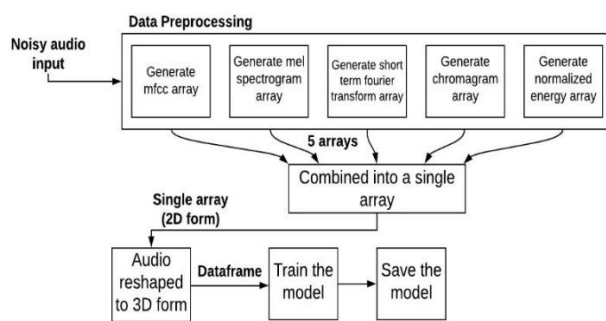 Data Preprocessing
Noisy audio
input
Generate
mfcc array
Generate mel
spectrogram
array
Generate short
term fourier
transform array
Generate
chromagram
array
Generate
normalized
energy array
5 arrays
Combined into a single
array
Single array
(2D form)
Audio
reshaped
to 3D form
Dataframe
Train the
model
Save the
model